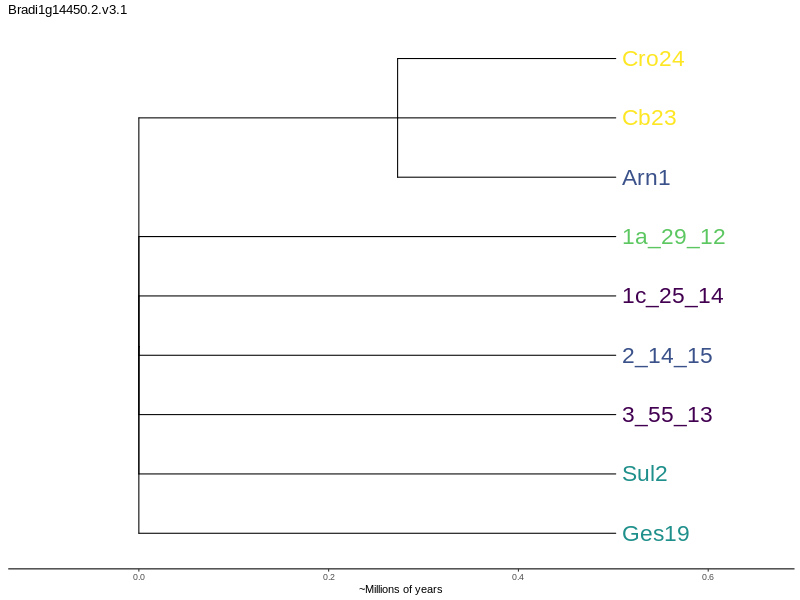 Bradi1g14450.2.v3.1
Cro24
Cb23
Arn1
1a_29_12
1c_25_14
2_14_15
3_55_13
Sul2
Ges19
0.0 0.2 0.4 0.6
~Millions of years